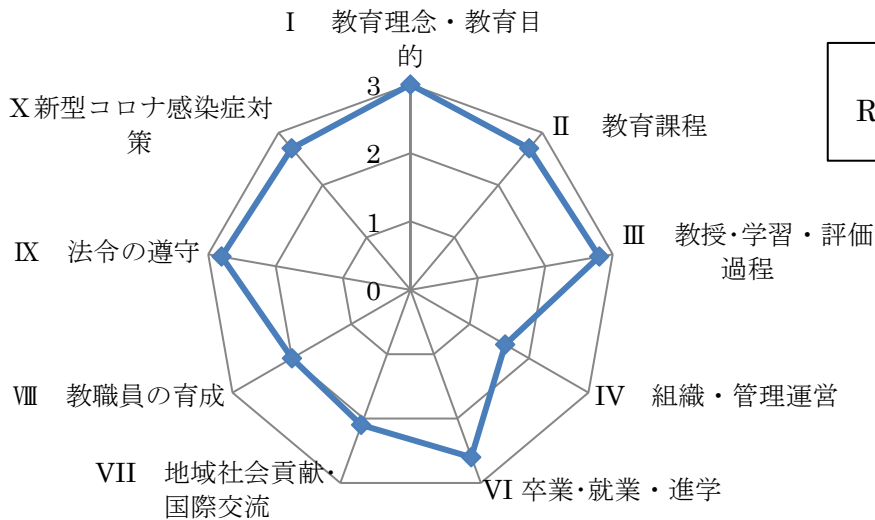 Ⅰ 教育理念・教育目
的
3
2
1
0
Ⅱ 教育課程
R
Ⅲ 教授・学習・評価
過程
Ⅳ 組織・管理運営
Ⅵ 卒業・就業・進学
Ⅶ 地域社会貢献・
国際交流
Ⅷ 教職員の育成
Ⅸ 法令の遵守
Ⅹ新型コロナ感染症対
策